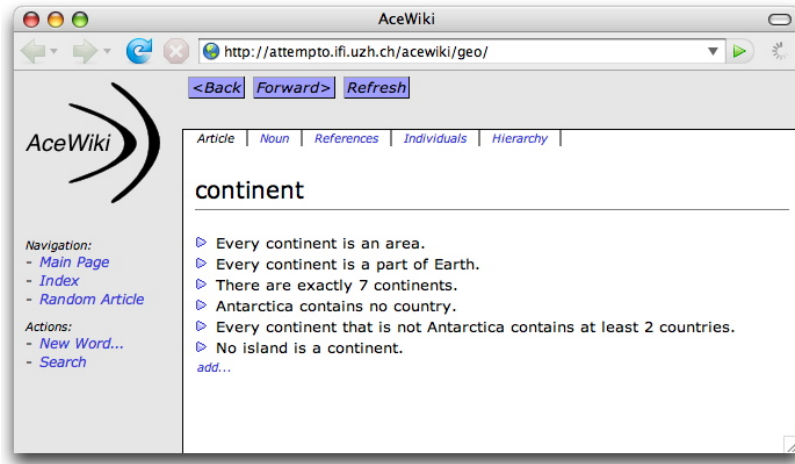 AceWiki
http://attempto.ifi.uzh.ch/acewiki/geo/
<Back Forward> Refresh
AceWiki
Article Noun References Individuals Hierarchy
continent
Navigation:
- Main Page
- Index
- Random Article
Actions:
- New Word...
- Search
Every continent is an area.
Every continent is a part of Earth.
There are exactly 7 continents.
Antarctica contains no country.
Every continent that is not Antarctica contains at least 2 countries.
No island is a continent.
add...